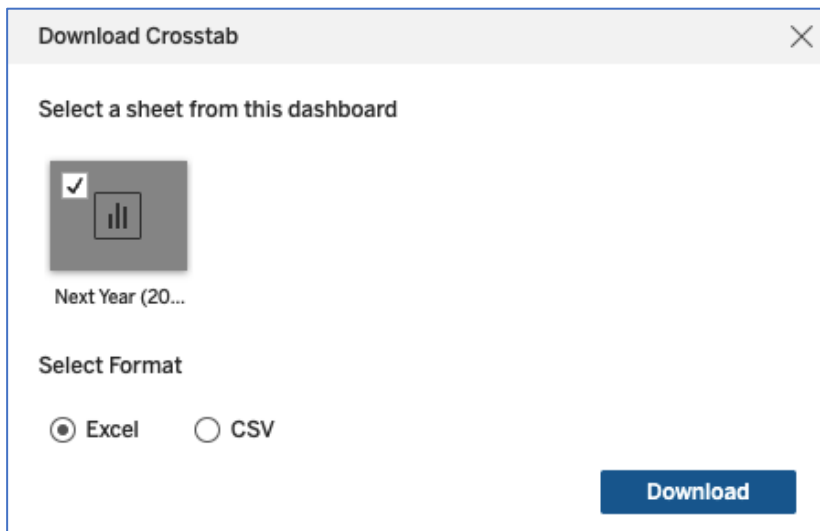 Download Crosstab
Select a sheet from this dashboard
Next Year (20...
Select Format
Excel CSV
Download